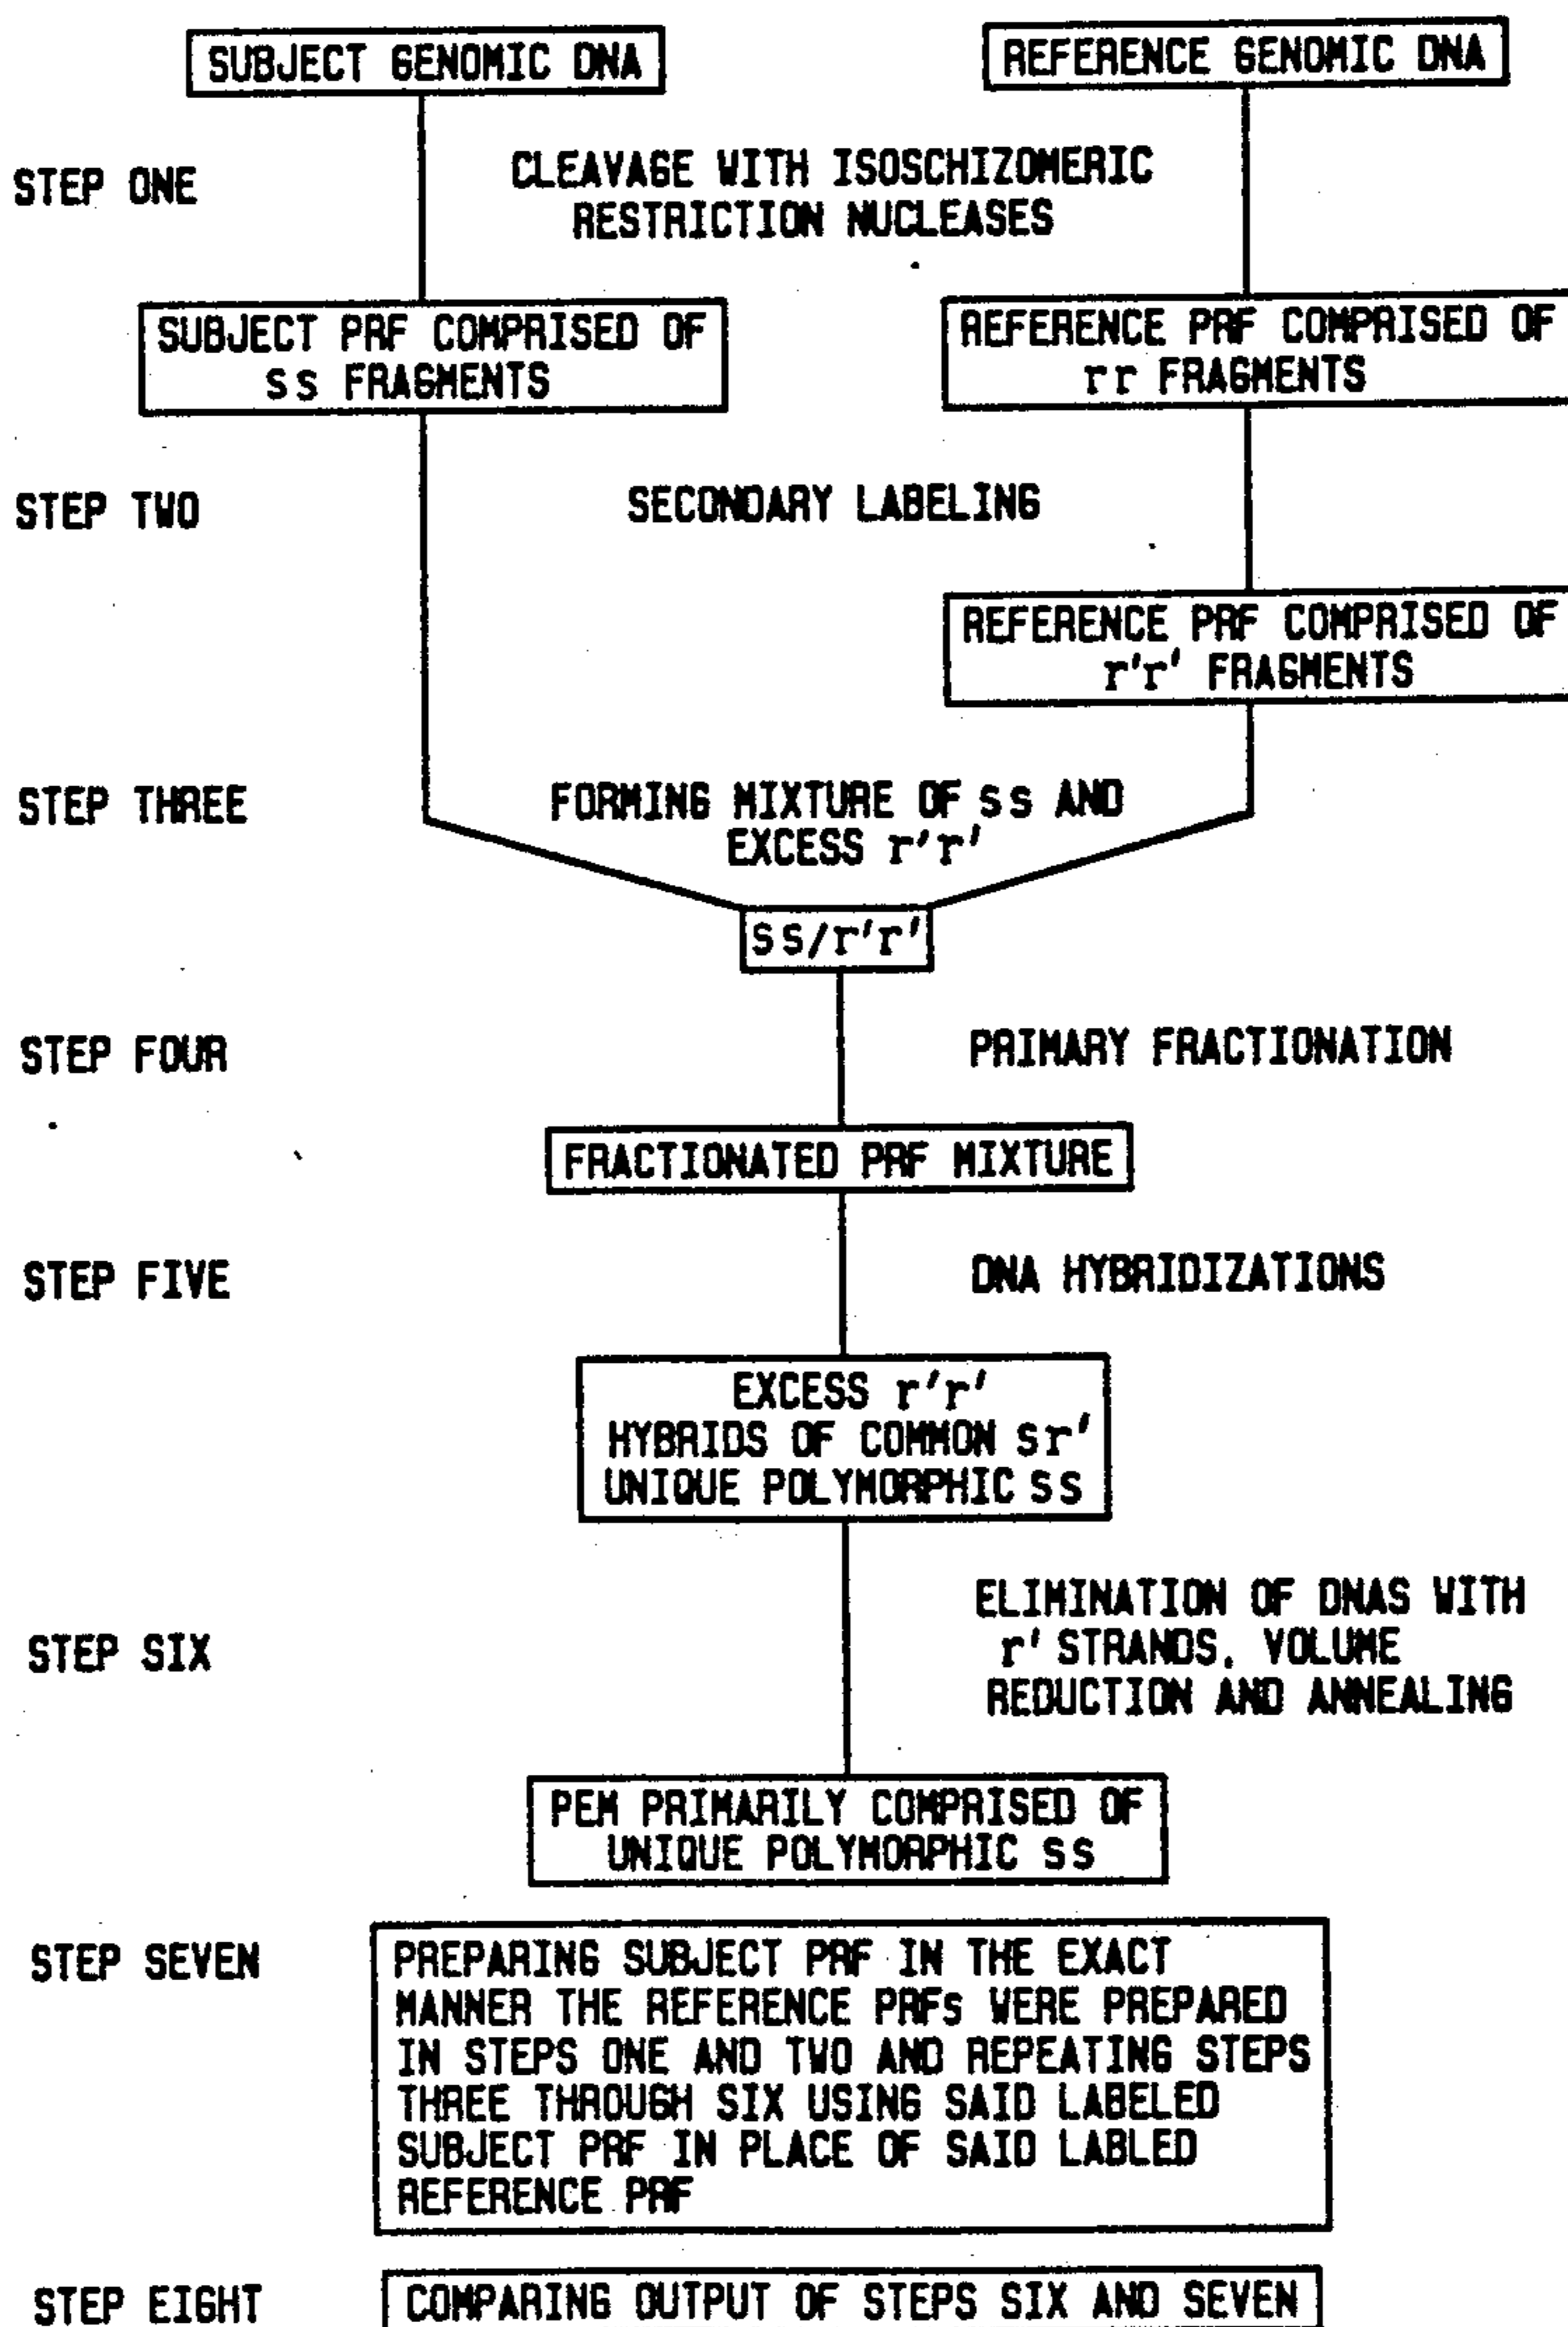 SUBJECT GENOMIC DNA
REFERENCE GENOMIC DNA
STEP ONE
CLEAVAGE WITH ISOSCHIZOMERIC
RESTRICTION NUCLEASES
SUBJECT PRF COMPRISED OF
ss FRAGMENTS
REFERENCE PRF COMPRISED OF
rr FRAGMENTS
STEP TWO
SECONDARY LABELING
REFERENCE PRF COMPRISED OF
r'r' FRAGMENTS
STEP THREE
FORMING MIXTURE OF ss AND
EXCESS r'r'
ss/r'r'
STEP FOUR
PRIMARY FRACTIONATION
FRACTIONATED PRF MIXTURE
STEP FIVE
DNA HYBRIDIZATIONS
EXCESS r'r'
HYBRIDS OF COMMON sr'
UNIQUE POLYMORPHIC ss
STEP SIX
ELIMINATION OF DNAS WITH
r' STRANDS, VOLUME
REDUCTION AND ANNEALING
PEM PRIMARILY COMPRISED OF
UNIQUE POLYMORPHIC ss
STEP SEVEN
PREPARING SUBJECT PRF IN THE EXACT
MANNER THE REFERENCE PRFs WERE PREPARED
IN STEPS ONE AND TWO AND REPEATING STEPS
THREE THROUGH SIX USING SAID LABELED
SUBJECT PRF IN PLACE OF SAID LABLED
REFERENCE PRF
STEP EIGHT
COMPARING OUTPUT OF STEPS SIX AND SEVEN